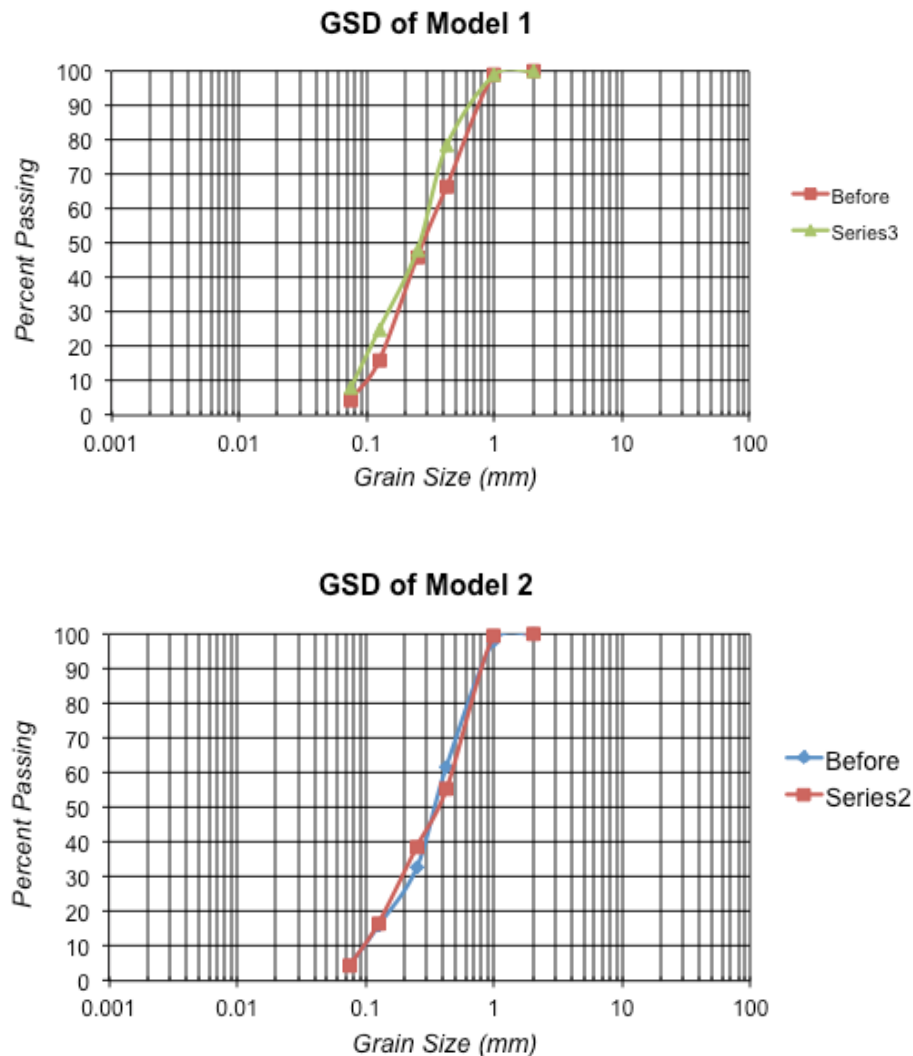 GSD of Model 1
100
90
80
70
60
50
40
30
20
10
0
Percent Passing
0.001 0.01 0.1 1 10 100
Grain Size (mm)
Before
Series3
GSD of Model 2
100
90
80
70
60
50
40
30
20
10
0
Percent Passing
0.001 0.01 0.1 1 10 100
Grain Size (mm)
Before
Series2